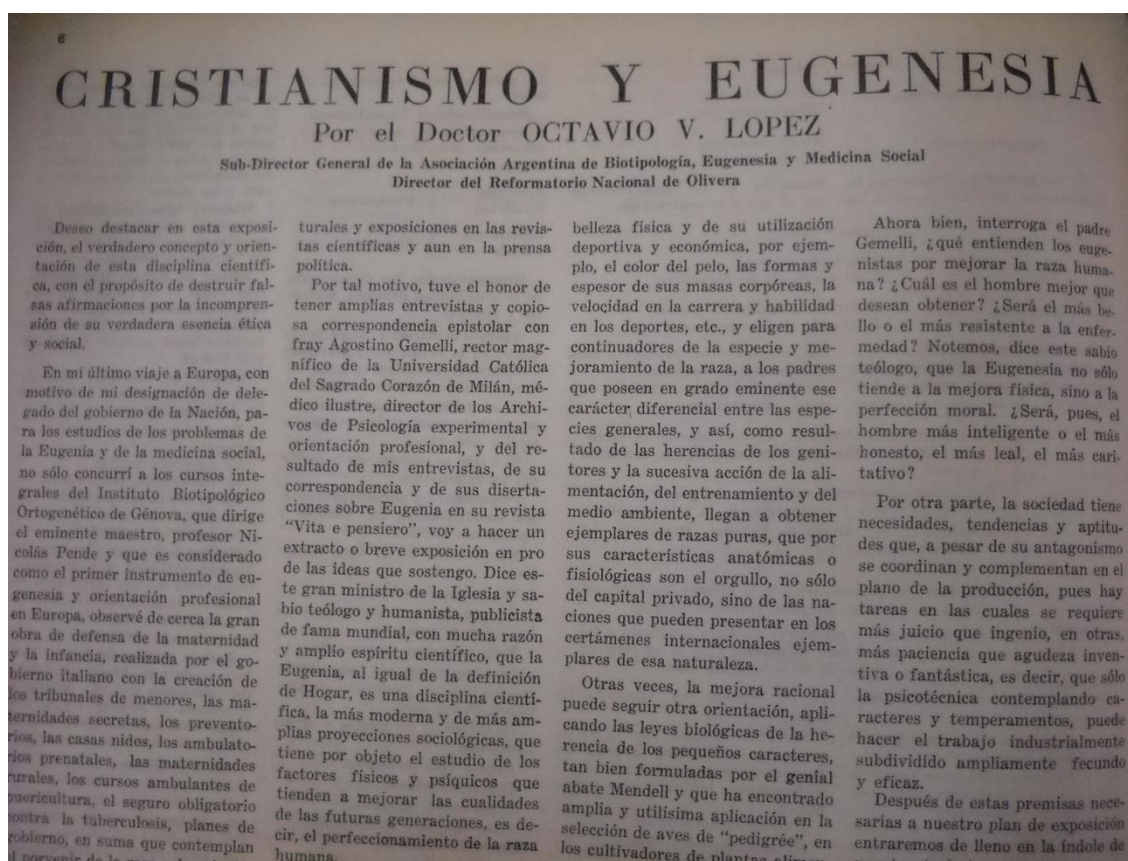 6
CRISTIANISMO Y EUGENESIA
Por el Doctor OCTAVIO V. LOPEZ
Sub-Director General de la Asociación Argentina de Biotipología, Eugenesia y Medicina Social
Director del Reformatorio Nacional de Olivera
Deseo destacar en esta exposi-
ción, el verdadero concepto y orien-
tación de esta disciplina científi-
ca, con el propósito de destruir fal-
sas afirmaciones por la incompren-
sión de su verdadera esencia ética
y social.
En mi último viaje a Europa, con
motivo de mi designación de dele-
gado del gobierno de la Nación, pa-
ra los estudios de los problemas de
la Eugenia y de la medicina social,
no sólo concurrí a los cursos inte-
grales del Instituto Biotipológico
Ortogenético de Génova, que dirige
el eminente maestro, profesor Ni-
colás Pende y que es considerado
como el primer instrumento de eu-
genesia y orientación profesional
en Europa, observé de cerca la gran
obra de defensa de la maternidad
y la infancia, realizada por el go-
bierno italiano con la creación de
los tribunales de menores, las ma-
ternidades secretas, los prevento-
rios, las casas nidos, los ambulato-
rios prenatales, las maternidades
rurales, los cursos ambulantes de
puericultura, el seguro obligatorio
contra la tuberculosis, planes de
gobierno, en suma que contemplan
el porvenir de la
turales y exposiciones en las revis-
tas científicas y aun en la prensa
política.
Por tal motivo, tuve el honor de
tener amplias entrevistas y copio-
sa correspondencia epistolar con
fray Agostino Gemelli, rector mag-
nífico de la Universidad Católica
del Sagrado Corazón de Milán, mé-
dico ilustre, director de los Archi-
vos de Psicología experimental y
orientación profesional, y del re-
sultado de mis entrevistas, de su
correspondencia y de sus diserta-
ciones sobre Eugenia en su revista
"Vita e pensiero", voy a hacer un
extracto o breve exposición en pro
de las ideas que sostengo. Dice es-
te gran ministro de la Iglesia y sa-
bio teólogo y humanista, publicista
de fama mundial, con mucha razón
y amplio espíritu científico, que la
Eugenia, al igual de la definición
de Hogar, es una disciplina cientí-
fica, la más moderna y de más am-
plias proyecciones sociológicas, que
tiene por objeto el estudio de los
factores físicos y psíquicos que
tienden a mejorar las cualidades
de las futuras generaciones, es de-
cir, el perfeccionamiento de la raza
humana.
belleza física y de su utilización
deportiva y económica, por ejem-
plo, el color del pelo, las formas y
espesor de sus masas corpóreas, la
velocidad en la carrera y habilidad
en los deportes, etc., y eligen para
continuadores de la especie y me-
joramiento de la raza, a los padres
que poseen en grado eminente ese
carácter diferencial entre las espe-
cies generales, y así, como resul-
tado de las herencias de los geni-
tores y la sucesiva acción de la ali-
mentación, del entrenamiento y del
medio ambiente, llegan a obtener
ejemplares de razas puras, que por
sus características anatómicas o
fisiológicas son el orgullo, no sólo
del capital privado, sino de las na-
ciones que pueden presentar en los
certámenes internacionales ejem-
plares de esa naturaleza.
Otras veces, la mejora racional
puede seguir otra orientación, apli-
cando las leyes biológicas de la he-
rencia de los pequeños caracteres,
tan bien formuladas por el genial
abate Mendell y que ha encontrado
amplia y utilísima aplicación en la
selección de aves de "pedigrée", en
los cultivadores de plantas
Ahora bien, interroga el padre
Gemelli, ¿qué entienden los euge-
nistas por mejorar la raza huma-
na? ¿Cuál es el hombre mejor que
desean obtener? ¿Será el más be-
llo o el más resistente a la enfer-
medad? Notemos, dice este sabio
teólogo, que la Eugenesia no sólo
tiende a la mejora física, sino a la
perfección moral. ¿Será, pues, el
hombre más inteligente o el más
honesto, el más leal, el más cari-
tativo?
Por otra parte, la sociedad tiene
necesidades, tendencias y aptitu-
des que, a pesar de su antagonismo
se coordinan y complementan en el
plano de la producción, pues hay
tareas en las cuales se requiere
más juicio que ingenio, en otras,
más paciencia que agudeza inven-
tiva o fantástica, es decir, que sólo
la psicotécnica contemplando ca-
racteres y temperamentos, puede
hacer el trabajo industrialmente
subdividido ampliamente fecundo
y eficaz.
Después de estas premisas nece-
sarias a nuestro plan de exposición
entraremos de lleno en la índole de